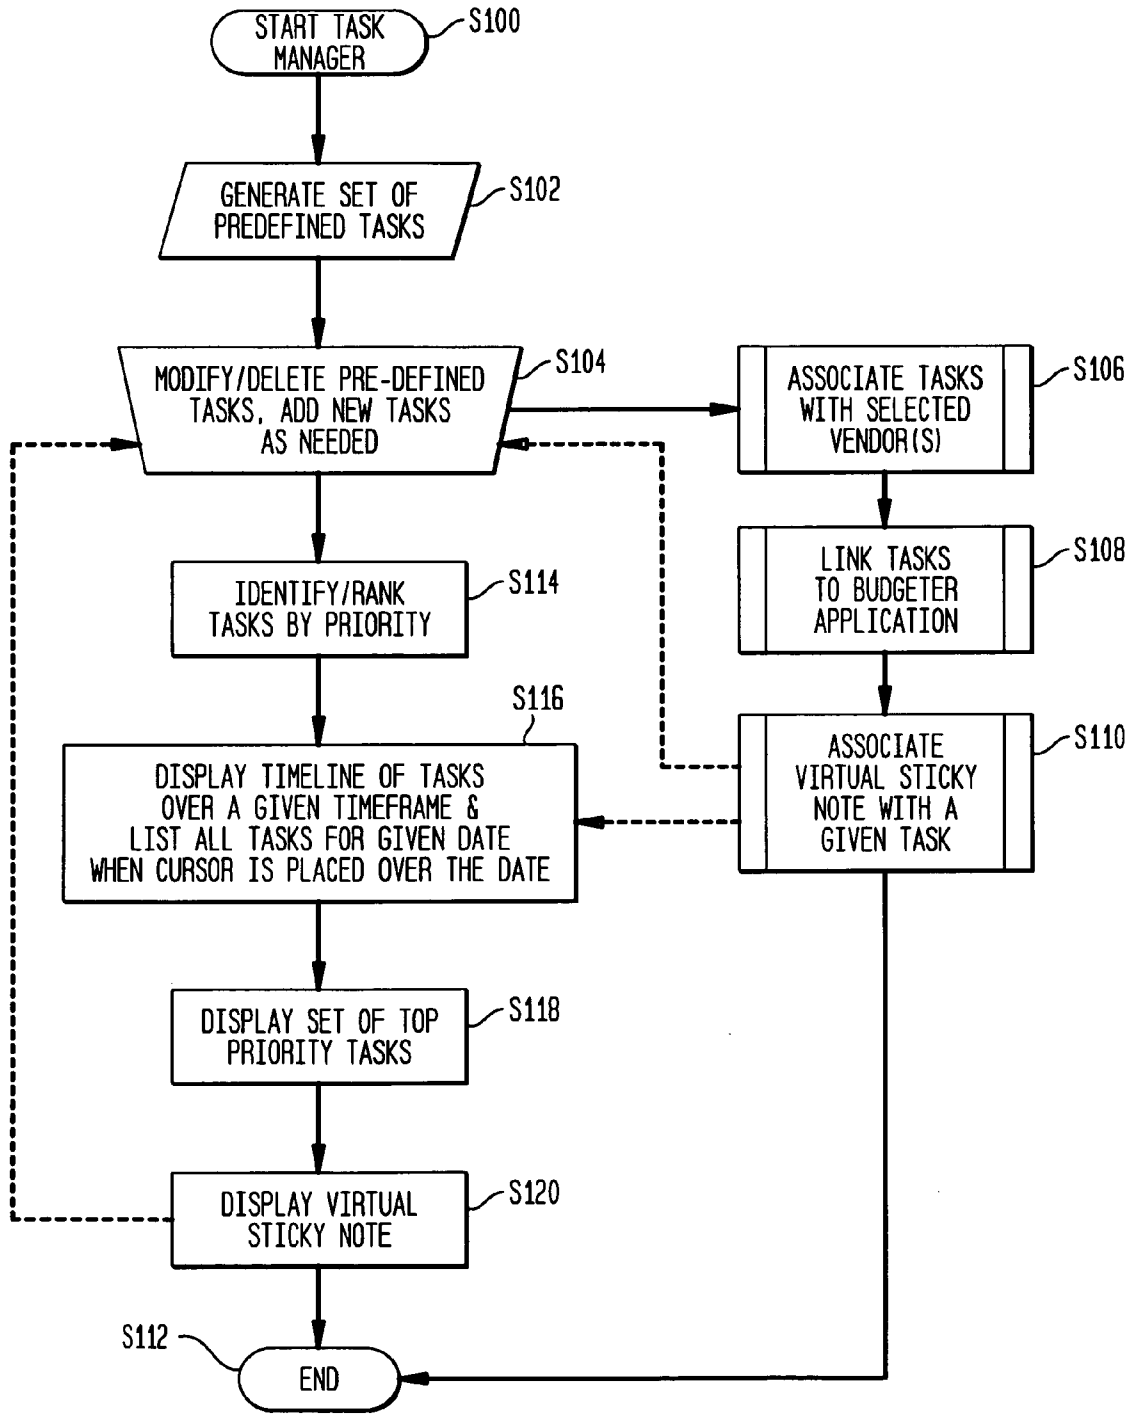 START TASK
MANAGER
S100
GENERATE SET OF
PREDEFINED TASKS
S102
MODIFY/DELETE PRE-DEFINED
TASKS, ADD NEW TASKS
AS NEEDED
S104
ASSOCIATE TASKS
WITH SELECTED
VENDOR(S)
S106
LINK TASKS
TO BUDGETER
APPLICATION
S108
IDENTIFY/RANK
TASKS BY PRIORITY
S114
ASSOCIATE
VIRTUAL STICKY
NOTE WITH A
GIVEN TASK
S110
S116
DISPLAY TIMELINE OF TASKS
OVER A GIVEN TIMEFRAME &
LIST ALL TASKS FOR GIVEN DATE
WHEN CURSOR IS PLACED OVER THE DATE
DISPLAY SET OF TOP
PRIORITY TASKS
S118
DISPLAY VIRTUAL
STICKY NOTE
S120
S112
END